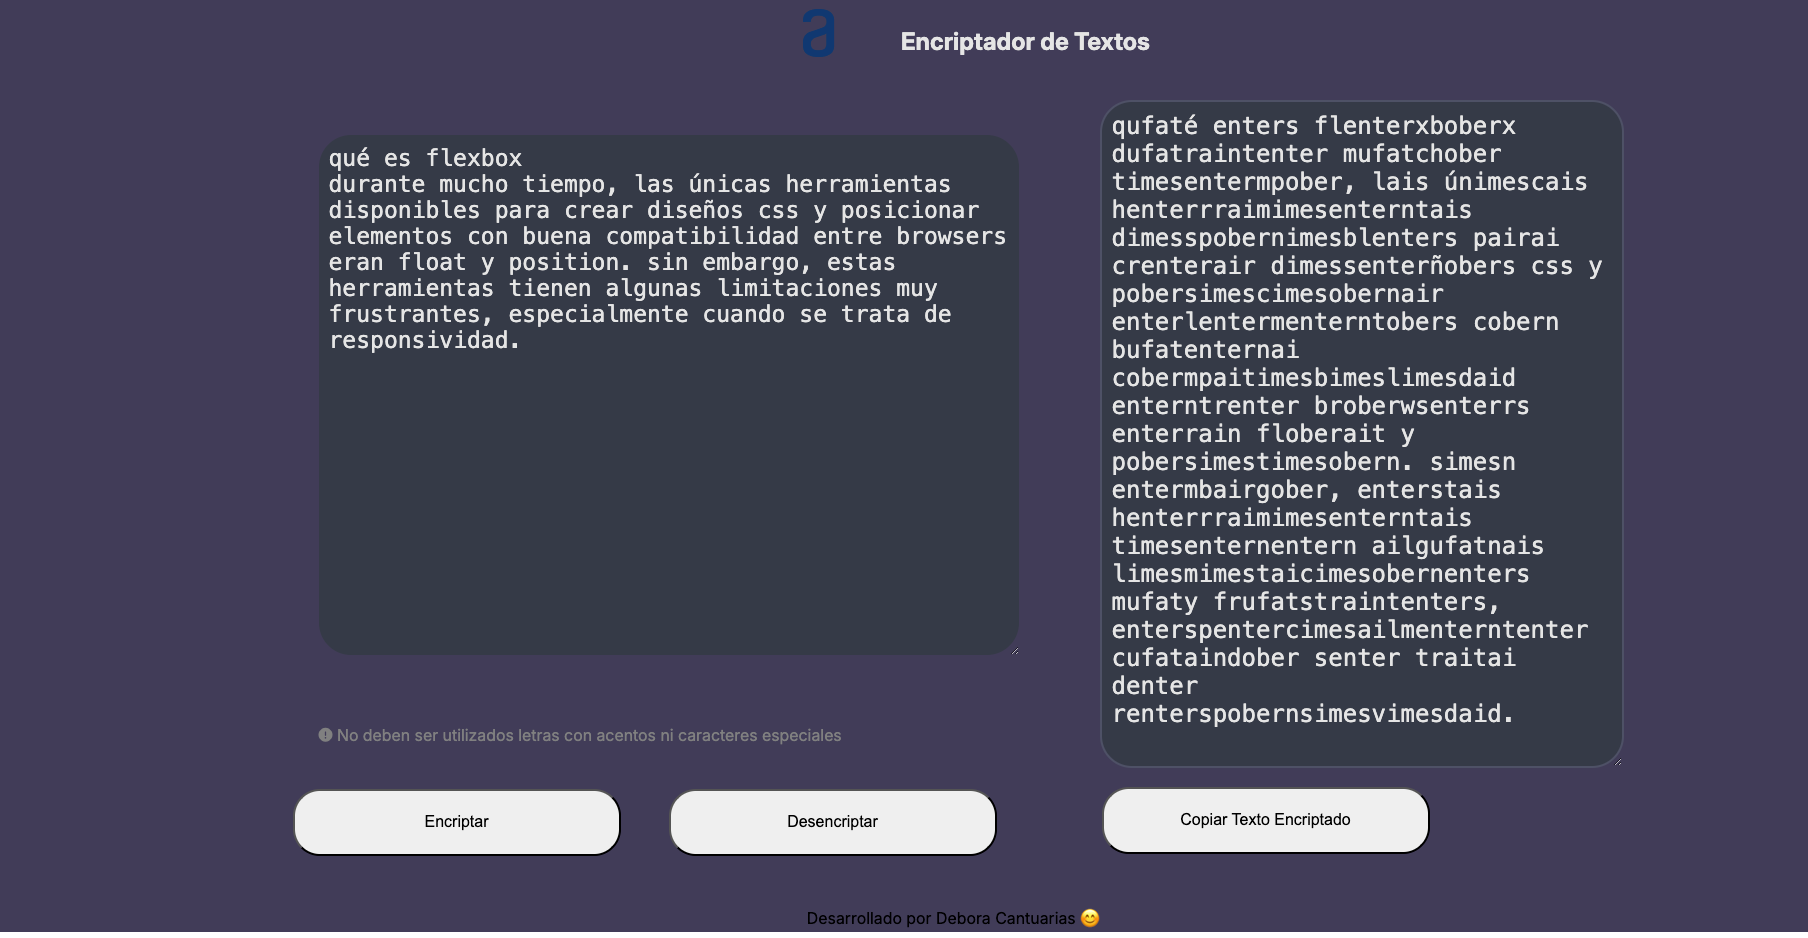 a
Encriptador de Textos
qué es flexbox
durante mucho tiempo, las únicas herramientas
disponibles para crear diseños css y posicionar
elementos con buena compatibilidad entre browsers
eran float y position. sin embargo, estas
herramientas tienen algunas limitaciones muy
frustrantes, especialmente cuando se trata de
responsividad.
qufaté enters flenterxboberx
dufatraintenter mufatchober
timesentermpober, lais únimescais
henterrraimimesenterntais
dimesspobernimesblenters pairai
crenterair dimessenterñobers css y
pobersimescimesobernair
enterlentermenterntobers cobern
bufatenternai
cobermpaitimesbimeslimesdaid
enterntrenter broberwsenterrs
enterrain floberait y
pobersimestimesobern. simesn
entermbairgober, enterstais
henterrraimimesenterntais
timesenternentern ailgufatnais
limesmimestaicimesobernenters
mufaty frufatstraintenters,
enterspentercimesailmenterntenter
cufataindober senter traitai
denter
renterspobernsimesvimesdaid.
No deben ser utilizados letras con acentos ni caracteres especiales
Encriptar
Desencriptar
Copiar Texto Encriptado
Desarrollado por Debora Cantuarias 😊